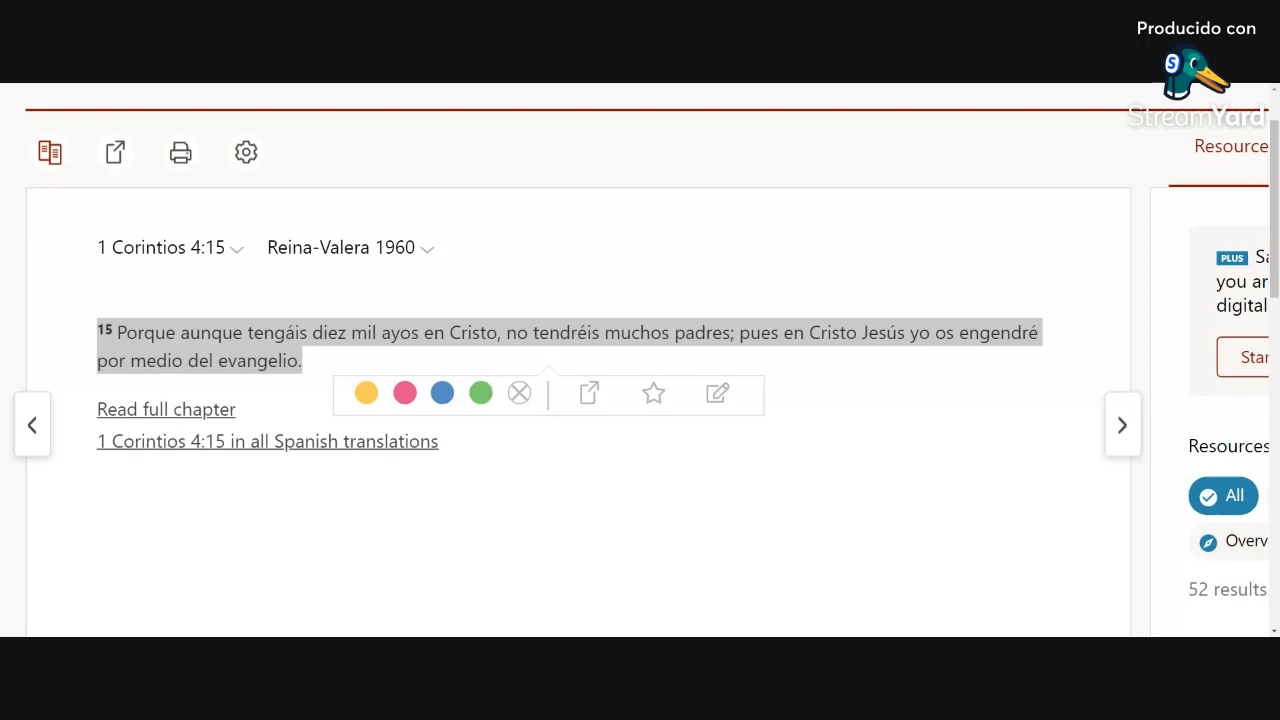 Producido con
StreamYard
Resource
1 Corintios 4:15 Reina-Valera 1960
PLUS Sa
you ar
digital
15 Porque aunque tengáis diez mil ayos en Cristo, no tendréis muchos padres; pues en Cristo Jesús yo os engendré
por medio del evangelio.
Star
Read full chapter
1 Corintios 4:15 in all Spanish translations
Resources
All
Overv
52 results